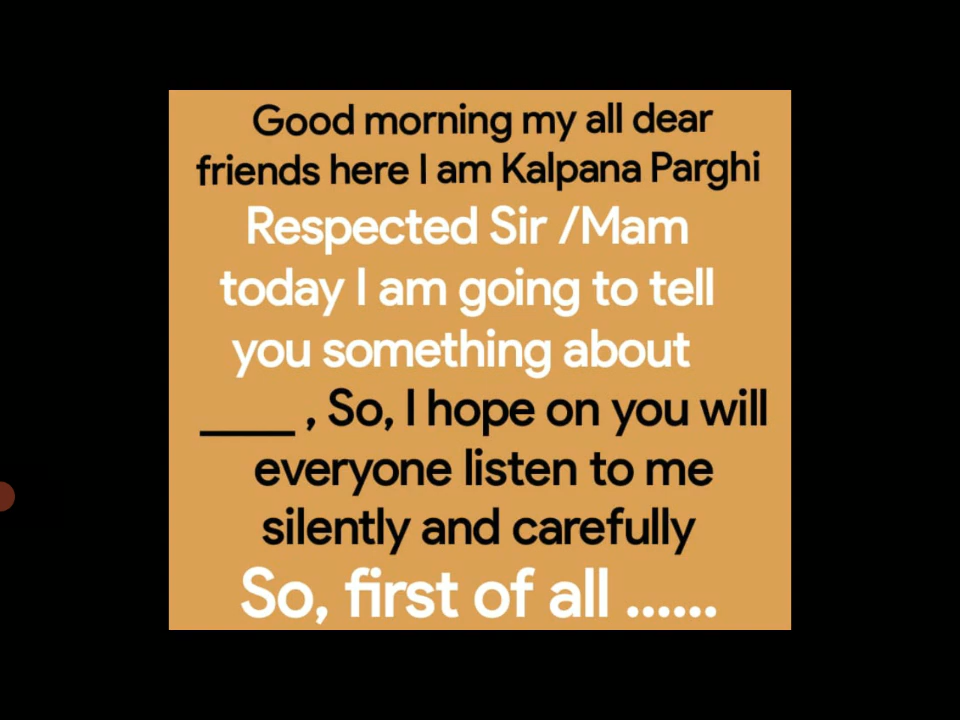 Good morning my all dear
friends here I am Kalpana Parghi
Respected Sir /Mam
today I am going to tell
you something about
____ , So, I hope on you will
everyone listen to me
silently and carefully
So, first of all ......